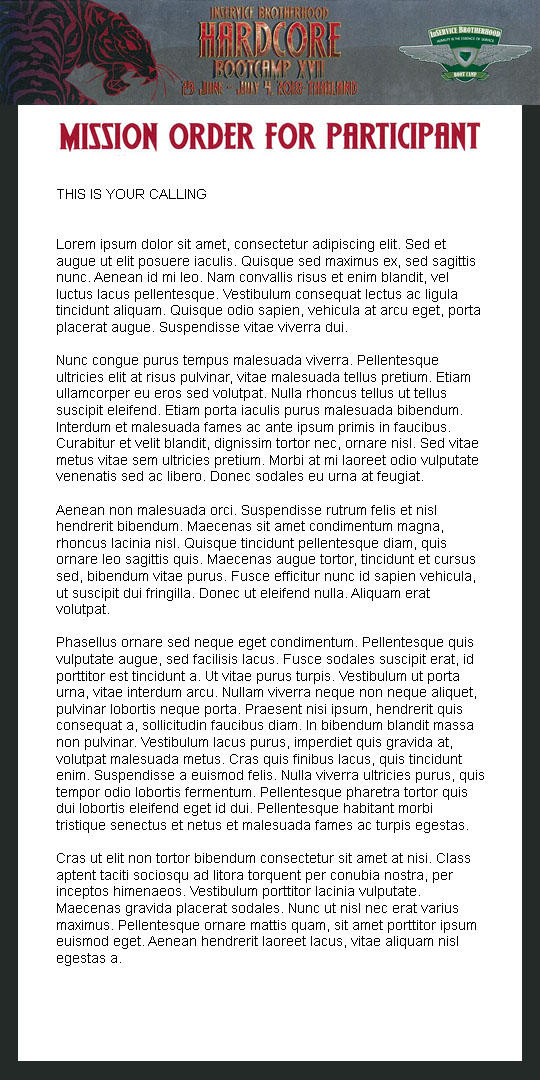 INSERVICE BROTHERHOOD
HARDCORE
BOOTCAMP XVII
28 JUNE - JULY 4, 2018 THAILAND
INSERVICE BROTHERHOOD
HUMILITY IS THE ESSENCE OF SERVICE
BOOT CAMP
MISSION ORDER FOR PARTICIPANT
THIS IS YOUR CALLING
Lorem ipsum dolor sit amet, consectetur adipiscing elit. Sed et
augue ut elit posuere iaculis. Quisque sed maximus ex, sed sagittis
nunc. Aenean id mi leo. Nam convallis risus et enim blandit, vel
luctus lacus pellentesque. Vestibulum consequat lectus ac ligula
tincidunt aliquam. Quisque odio sapien, vehicula at arcu eget, porta
placerat augue. Suspendisse vitae viverra dui.
Nunc congue purus tempus malesuada viverra. Pellentesque
ultricies elit at risus pulvinar, vitae malesuada tellus pretium. Etiam
ullamcorper eu eros sed volutpat. Nulla rhoncus tellus ut tellus
suscipit eleifend. Etiam porta iaculis purus malesuada bibendum.
Interdum et malesuada fames ac ante ipsum primis in faucibus.
Curabitur et velit blandit, dignissim tortor nec, ornare nisl. Sed vitae
metus vitae sem ultricies pretium. Morbi at mi laoreet odio vulputate
venenatis sed ac libero. Donec sodales eu urna at feugiat.
Aenean non malesuada orci. Suspendisse rutrum felis et nisl
hendrerit bibendum. Maecenas sit amet condimentum magna,
rhoncus lacinia nisl. Quisque tincidunt pellentesque diam, quis
ornare leo sagittis quis. Maecenas augue tortor, tincidunt et cursus
sed, bibendum vitae purus. Fusce efficitur nunc id sapien vehicula,
ut suscipit dui fringilla. Donec ut eleifend nulla. Aliquam erat
volutpat.
Phasellus ornare sed neque eget condimentum. Pellentesque quis
vulputate augue, sed facilisis lacus. Fusce sodales suscipit erat, id
porttitor est tincidunt a. Ut vitae purus turpis. Vestibulum ut porta
urna, vitae interdum arcu. Nullam viverra neque non neque aliquet,
pulvinar lobortis neque porta. Praesent nisi ipsum, hendrerit quis
consequat a, sollicitudin faucibus diam. In bibendum blandit massa
non pulvinar. Vestibulum lacus purus, imperdiet quis gravida at,
volutpat malesuada metus. Cras quis finibus lacus, quis tincidunt
enim. Suspendisse a euismod felis. Nulla viverra ultricies purus, quis
tempor odio lobortis fermentum. Pellentesque pharetra tortor quis
dui lobortis eleifend eget id dui. Pellentesque habitant morbi
tristique senectus et netus et malesuada fames ac turpis egestas.
Cras ut elit non tortor bibendum consectetur sit amet at nisi. Class
aptent taciti sociosqu ad litora torquent per conubia nostra, per
inceptos himenaeos. Vestibulum porttitor lacinia vulputate.
Maecenas gravida placerat sodales. Nunc ut nisl nec erat varius
maximus. Pellentesque ornare mattis quam, sit amet porttitor ipsum
euismod eget. Aenean hendrerit laoreet lacus, vitae aliquam nisl
egestas a.